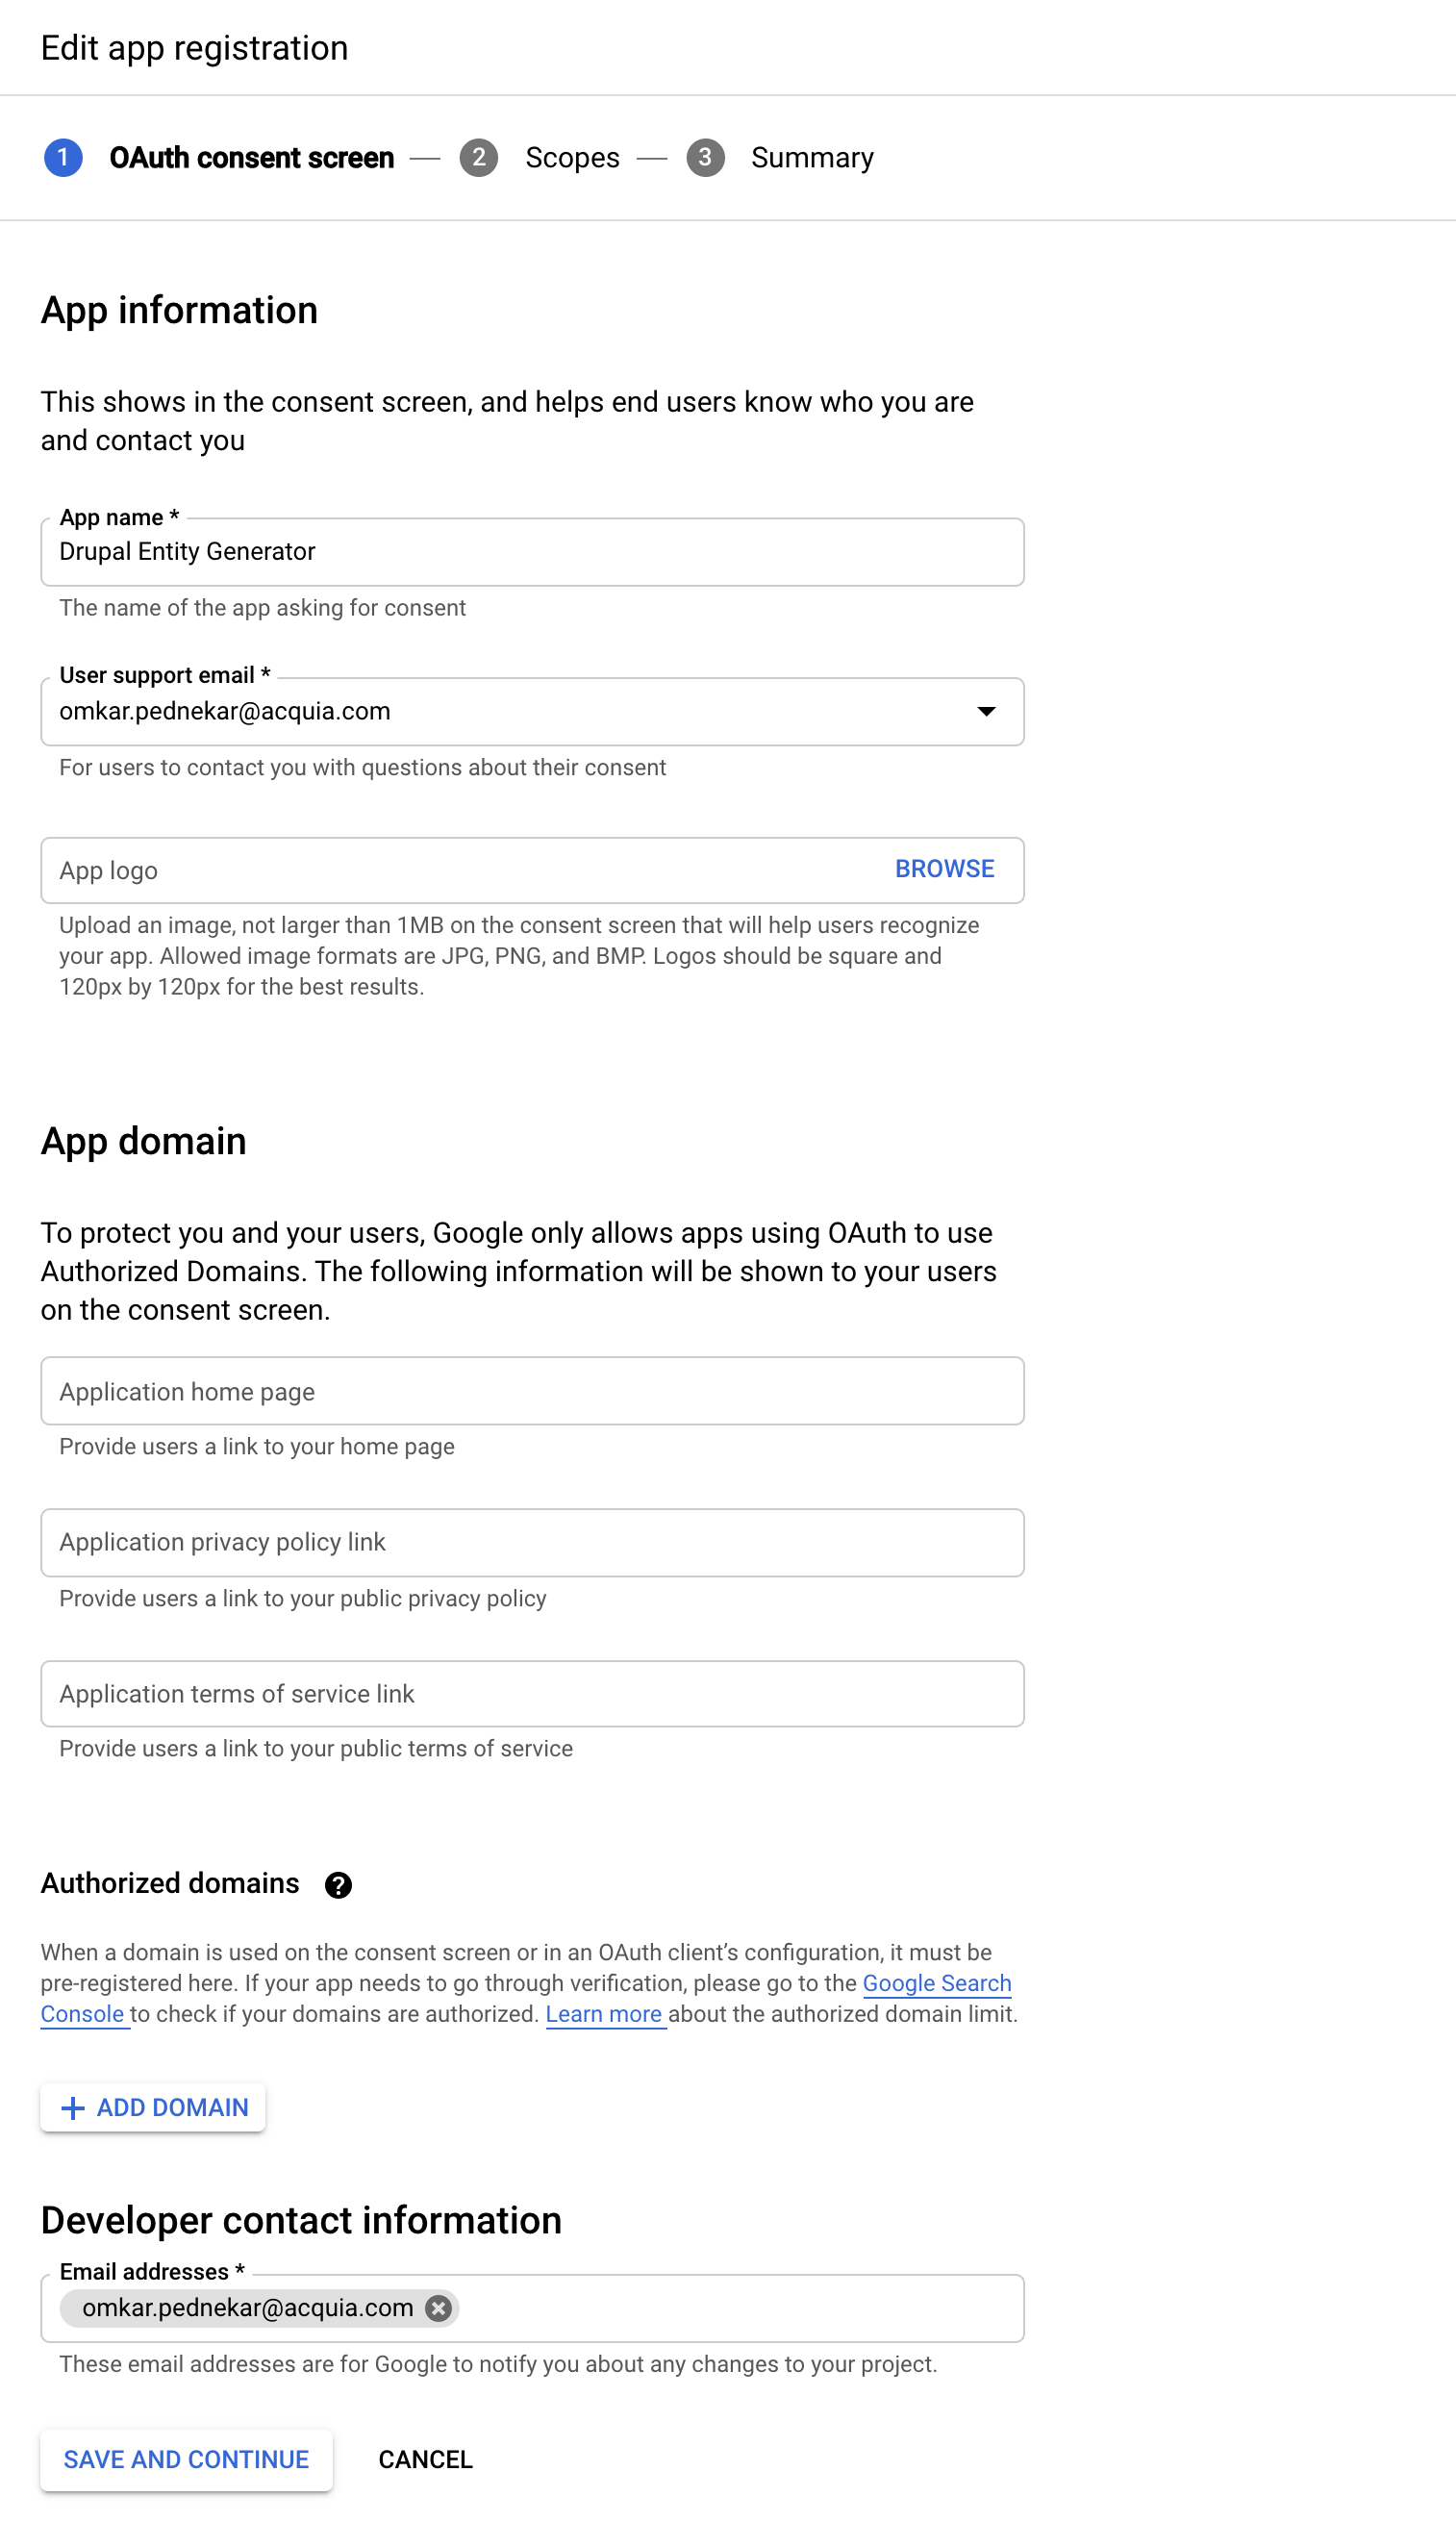 Edit app registration
1 OAuth consent screen — 2 Scopes — 3 Summary
App information
This shows in the consent screen, and helps end users know who you are
and contact you
App name *
Drupal Entity Generator
The name of the app asking for consent
User support email *
omkar.pednekar@acquia.com
For users to contact you with questions about their consent
App logo BROWSE
Upload an image, not larger than 1MB on the consent screen that will help users recognize
your app. Allowed image formats are JPG, PNG, and BMP. Logos should be square and
120px by 120px for the best results.
App domain
To protect you and your users, Google only allows apps using OAuth to use
Authorized Domains. The following information will be shown to your users
on the consent screen.
Application home page
Provide users a link to your home page
Application privacy policy link
Provide users a link to your public privacy policy
Application terms of service link
Provide users a link to your public terms of service
Authorized domains ?
When a domain is used on the consent screen or in an OAuth client’s configuration, it must be
pre-registered here. If your app needs to go through verification, please go to the Google Search
Console to check if your domains are authorized. Learn more about the authorized domain limit.
+ ADD DOMAIN
Developer contact information
Email addresses *
omkar.pednekar@acquia.com
These email addresses are for Google to notify you about any changes to your project.
SAVE AND CONTINUE CANCEL